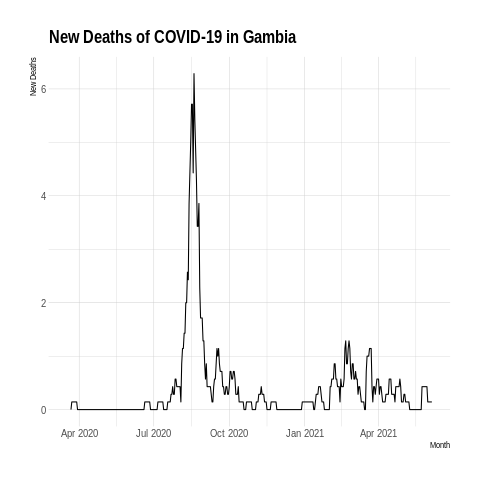 New Deaths of COVID-19 in Gambia
New Deaths
6
4
2
0
Apr 2020 Jul 2020 Oct 2020 Jan 2021 Apr 2021
Month